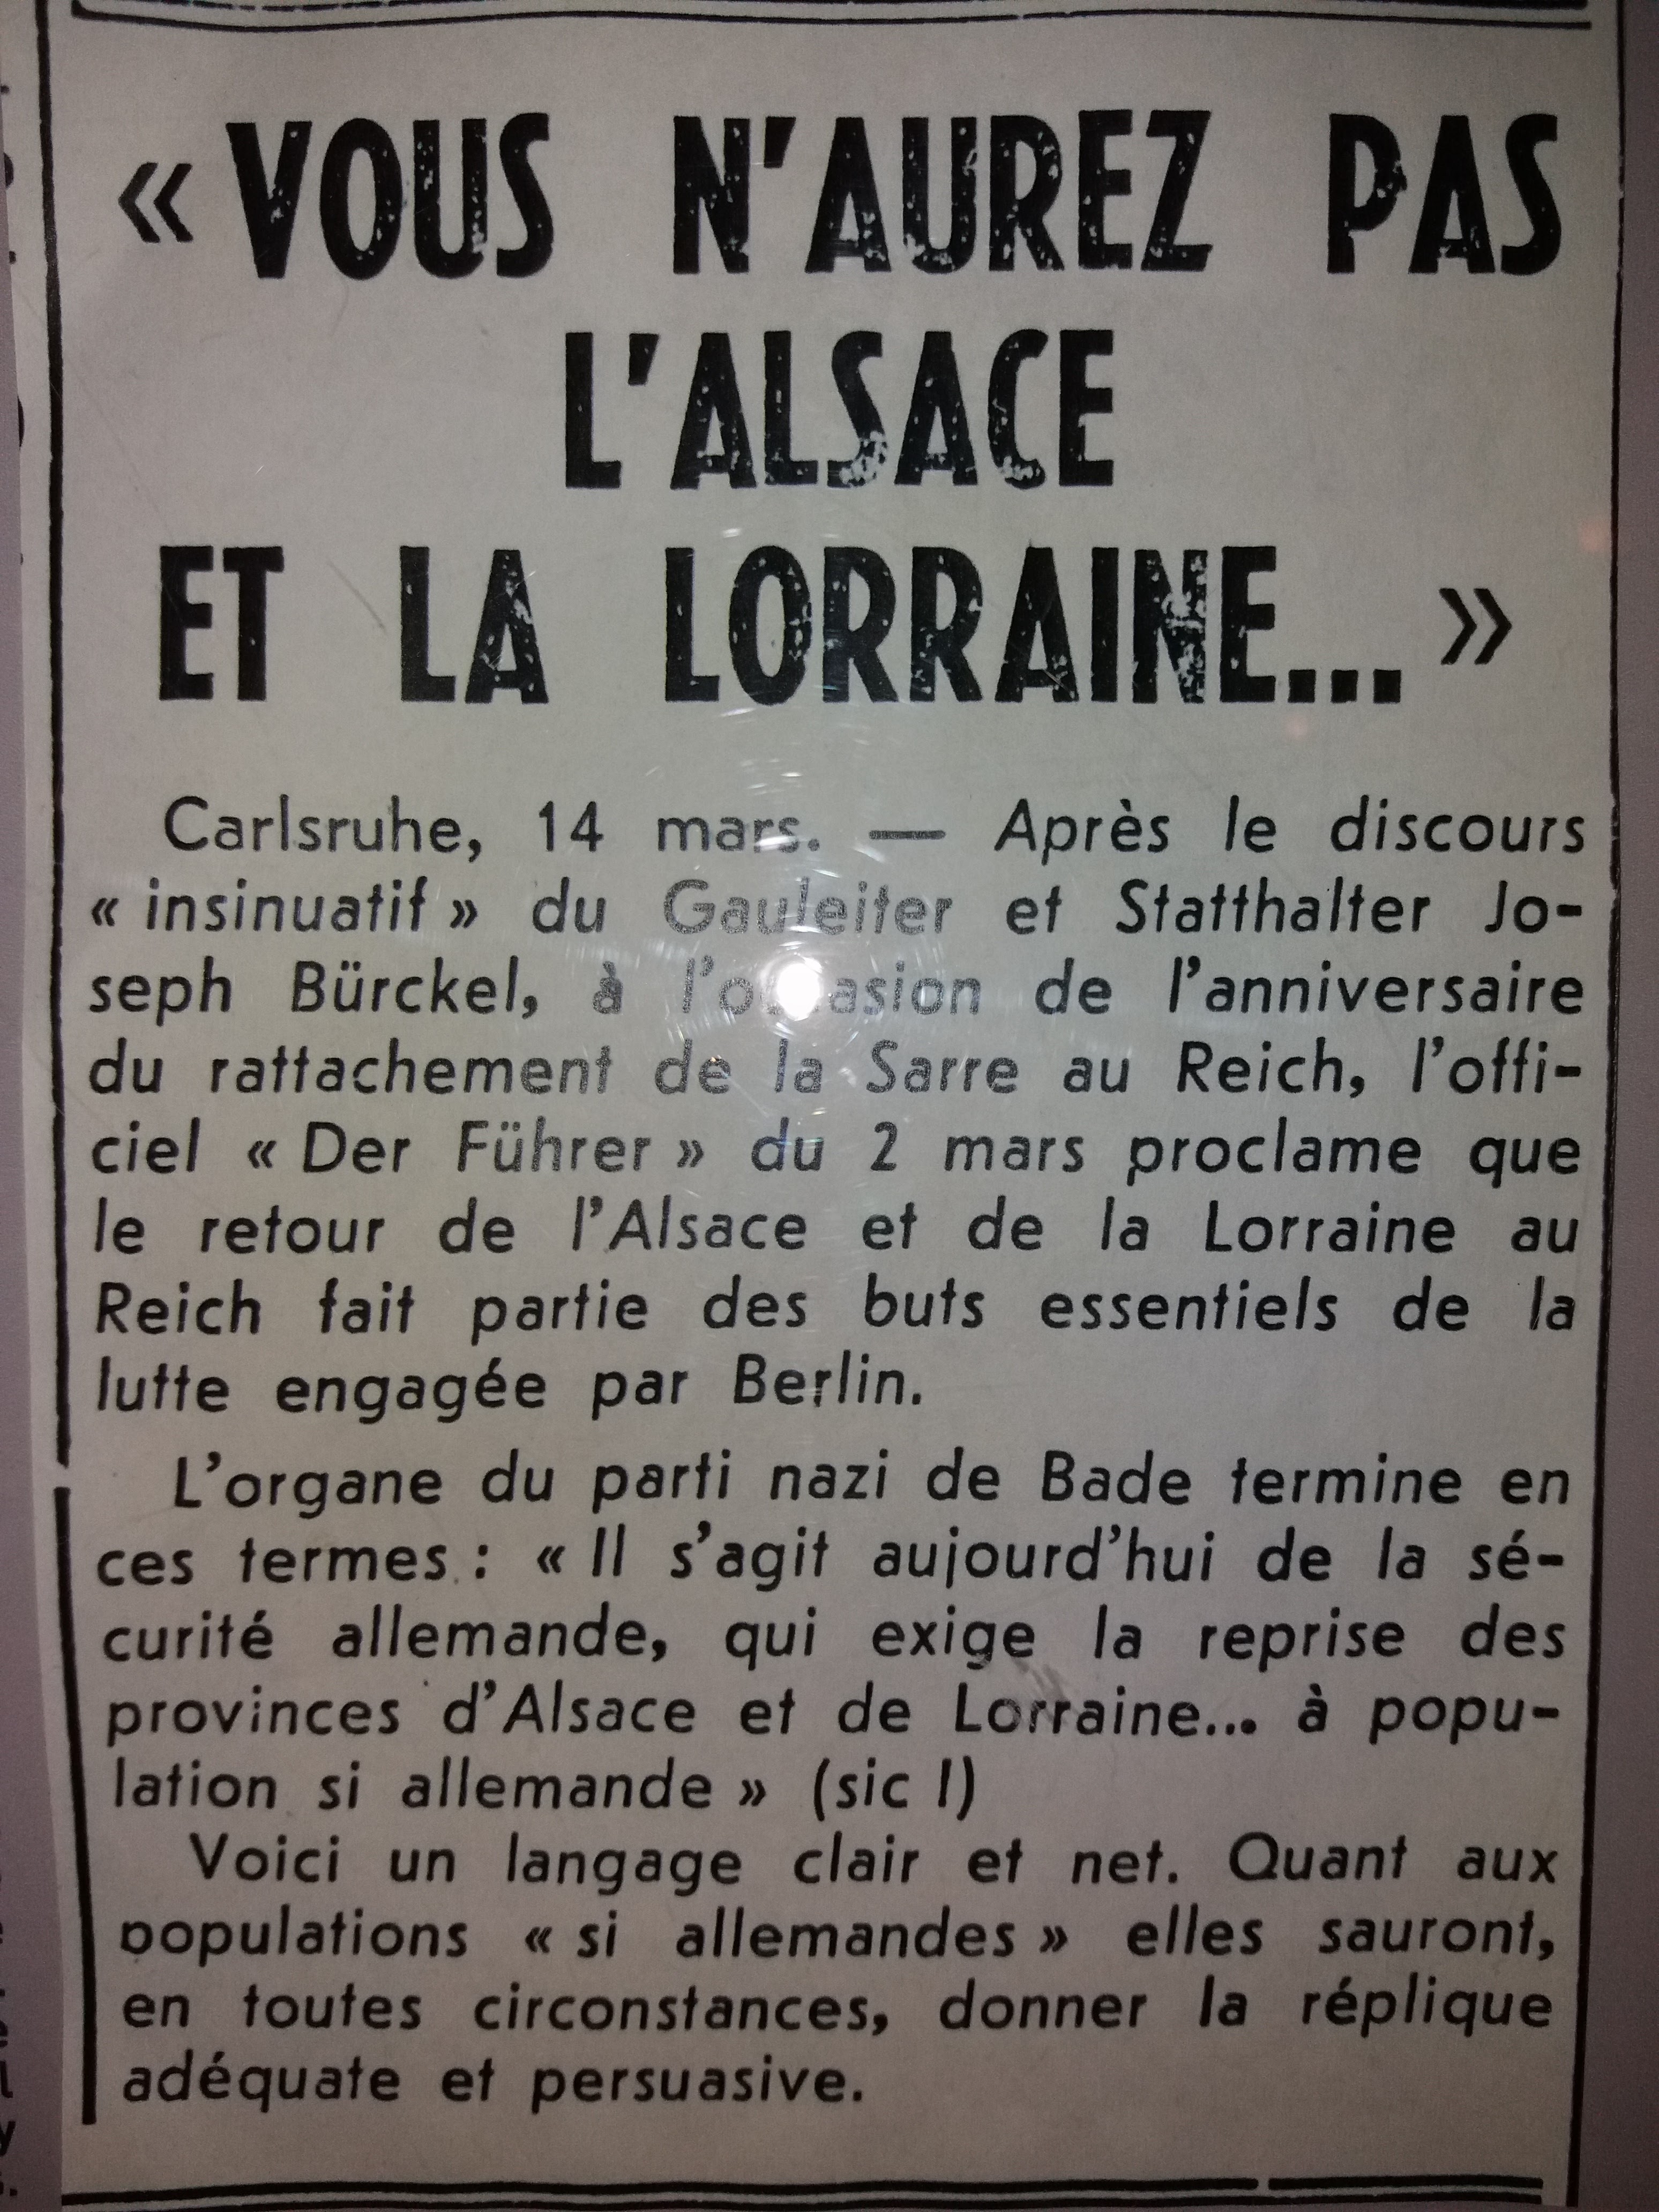 « VOUS N'AUREZ PAS
L'ALSACE
ET LA LORRAINE... »
Carlsruhe, 14 mars. — Après le discours
« insinuatif » du Gauleiter et Statthalter Jo-
seph Bürckel, à l'occasion de l'anniversaire
du rattachement de la Sarre au Reich, l'offi-
ciel « Der Führer » du 2 mars proclame que
le retour de l'Alsace et de la Lorraine au
Reich fait partie des buts essentiels de la
lutte engagée par Berlin.
L'organe du parti nazi de Bade termine en
ces termes : « Il s'agit aujourd'hui de la sé-
curité allemande, qui exige la reprise des
provinces d'Alsace et de Lorraine... à popu-
lation si allemande » (sic !)
Voici un langage clair et net. Quant aux
populations « si allemandes » elles sauront,
en toutes circonstances, donner la réplique
adéquate et persuasive.